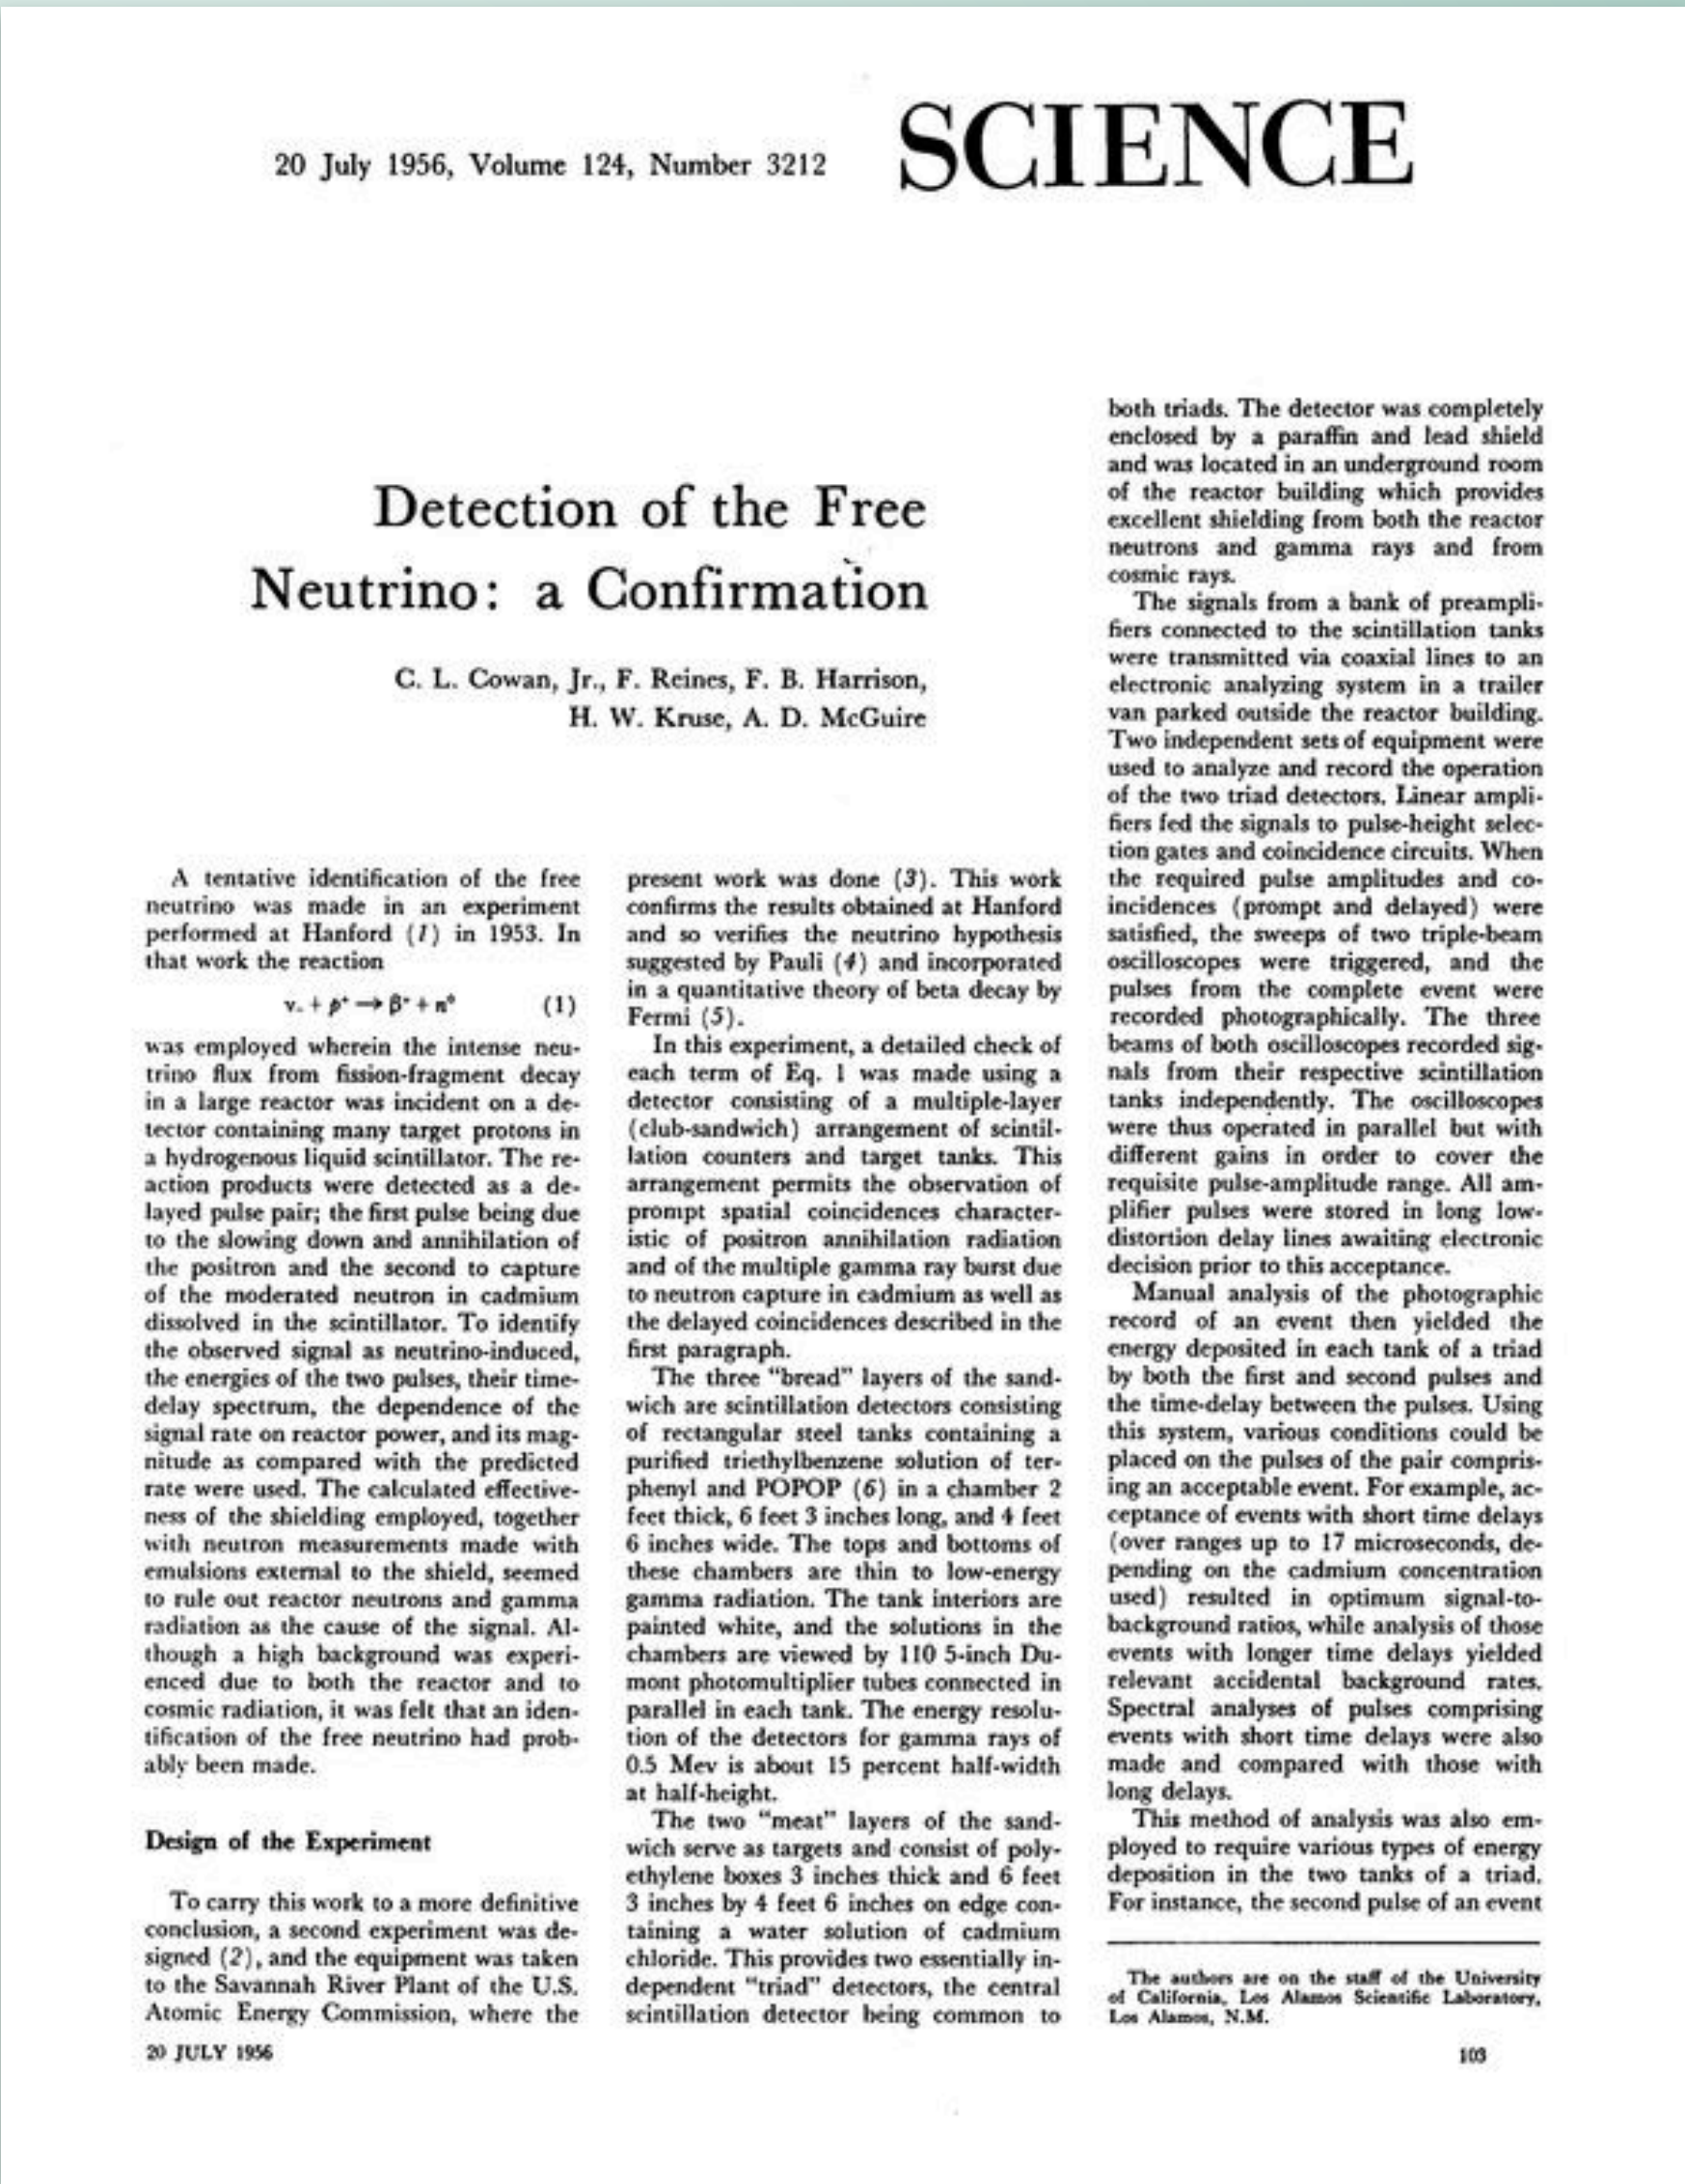 20 July 1956, Volume 124, Number 3212
SCIENCE
Detection of the Free
Neutrino: a Confirmation
C. L. Cowan, Jr., F. Reines, F. B. Harrison,
H. W. Kruse, A. D. McGuire
A tentative identification of the free
neutrino was made in an experiment
performed at Hanford (1) in 1953. In
that work the reaction
ν₋ + p⁺ → β⁺ + n⁰ (1)
was employed wherein the intense neu-
trino flux from fission-fragment decay
in a large reactor was incident on a de-
tector containing many target protons in
a hydrogenous liquid scintillator. The re-
action products were detected as a de-
layed pulse pair; the first pulse being due
to the slowing down and annihilation of
the positron and the second to capture
of the moderated neutron in cadmium
dissolved in the scintillator. To identify
the observed signal as neutrino-induced,
the energies of the two pulses, their time-
delay spectrum, the dependence of the
signal rate on reactor power, and its mag-
nitude as compared with the predicted
rate were used. The calculated effective-
ness of the shielding employed, together
with neutron measurements made with
emulsions external to the shield, seemed
to rule out reactor neutrons and gamma
radiation as the cause of the signal. Al-
though a high background was experi-
enced due to both the reactor and to
cosmic radiation, it was felt that an iden-
tification of the free neutrino had prob-
ably been made.
Design of the Experiment
To carry this work to a more definitive
conclusion, a second experiment was de-
signed (2), and the equipment was taken
to the Savannah River Plant of the U.S.
Atomic Energy Commission, where the
present work was done (3). This work
confirms the results obtained at Hanford
and so verifies the neutrino hypothesis
suggested by Pauli (4) and incorporated
in a quantitative theory of beta decay by
Fermi (5).
In this experiment, a detailed check of
each term of Eq. 1 was made using a
detector consisting of a multiple-layer
(club-sandwich) arrangement of scintil-
lation counters and target tanks. This
arrangement permits the observation of
prompt spatial coincidences character-
istic of positron annihilation radiation
and of the multiple gamma ray burst due
to neutron capture in cadmium as well as
the delayed coincidences described in the
first paragraph.
The three "bread" layers of the sand-
wich are scintillation detectors consisting
of rectangular steel tanks containing a
purified triethylbenzene solution of ter-
phenyl and POPOP (6) in a chamber 2
feet thick, 6 feet 3 inches long, and 4 feet
6 inches wide. The tops and bottoms of
these chambers are thin to low-energy
gamma radiation. The tank interiors are
painted white, and the solutions in the
chambers are viewed by 110 5-inch Du-
mont photomultiplier tubes connected in
parallel in each tank. The energy resolu-
tion of the detectors for gamma rays of
0.5 Mev is about 15 percent half-width
at half-height.
The two "meat" layers of the sand-
wich serve as targets and consist of poly-
ethylene boxes 3 inches thick and 6 feet
3 inches by 4 feet 6 inches on edge con-
taining a water solution of cadmium
chloride. This provides two essentially in-
dependent "triad" detectors, the central
scintillation detector being common to
both triads. The detector was completely
enclosed by a paraffin and lead shield
and was located in an underground room
of the reactor building which provides
excellent shielding from both the reactor
neutrons and gamma rays and from
cosmic rays.
The signals from a bank of preampli-
fiers connected to the scintillation tanks
were transmitted via coaxial lines to an
electronic analyzing system in a trailer
van parked outside the reactor building.
Two independent sets of equipment were
used to analyze and record the operation
of the two triad detectors. Linear ampli-
fiers fed the signals to pulse-height selec-
tion gates and coincidence circuits. When
the required pulse amplitudes and co-
incidences (prompt and delayed) were
satisfied, the sweeps of two triple-beam
oscilloscopes were triggered, and the
pulses from the complete event were
recorded photographically. The three
beams of both oscilloscopes recorded sig-
nals from their respective scintillation
tanks independently. The oscilloscopes
were thus operated in parallel but with
different gains in order to cover the
requisite pulse-amplitude range. All am-
plifier pulses were stored in long low-
distortion delay lines awaiting electronic
decision prior to this acceptance.
Manual analysis of the photographic
record of an event then yielded the
energy deposited in each tank of a triad
by both the first and second pulses and
the time-delay between the pulses. Using
this system, various conditions could be
placed on the pulses of the pair compris-
ing an acceptable event. For example, ac-
ceptance of events with short time delays
(over ranges up to 17 microseconds, de-
pending on the cadmium concentration
used) resulted in optimum signal-to-
background ratios, while analysis of those
events with longer time delays yielded
relevant accidental background rates.
Spectral analyses of pulses comprising
events with short time delays were also
made and compared with those with
long delays.
This method of analysis was also em-
ployed to require various types of energy
deposition in the two tanks of a triad.
For instance, the second pulse of an event
The authors are on the staff of the University
of California, Los Alamos Scientific Laboratory,
Los Alamos, N.M.
20 JULY 1956
103